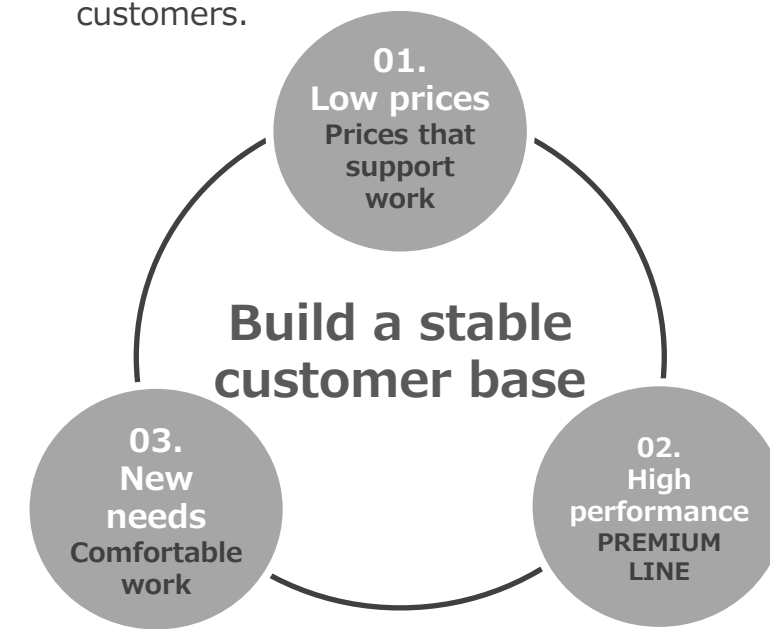 customers.
01.
Low prices
Prices that
support
work
Build a stable
customer base
03.
New
needs
Comfortable
work
02.
High
performance
PREMIUM
LINE